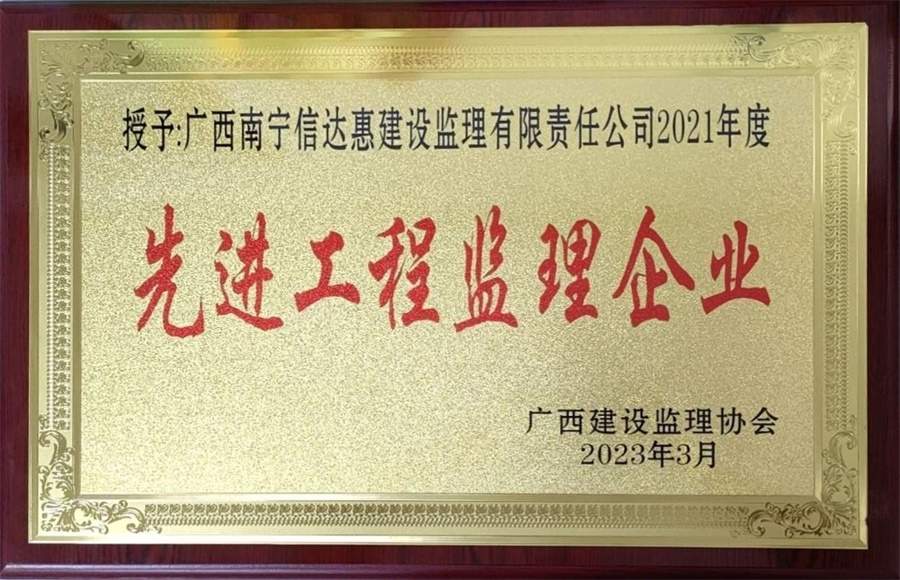 授予:广西南宁信达惠建设监理有限责任公司2021年度
先进工程监理企业
广西建设监理协会
2023年3月